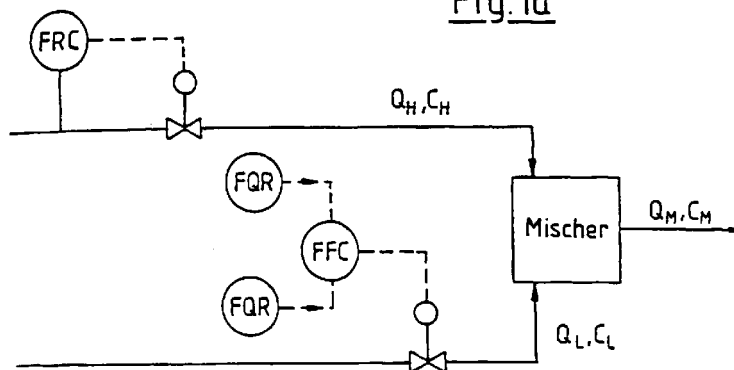 Fig. 1a
FRC
Q_H, C_H
FQR
FFC
Mischer
Q_M, C_M
FQR
Q_L, C_L